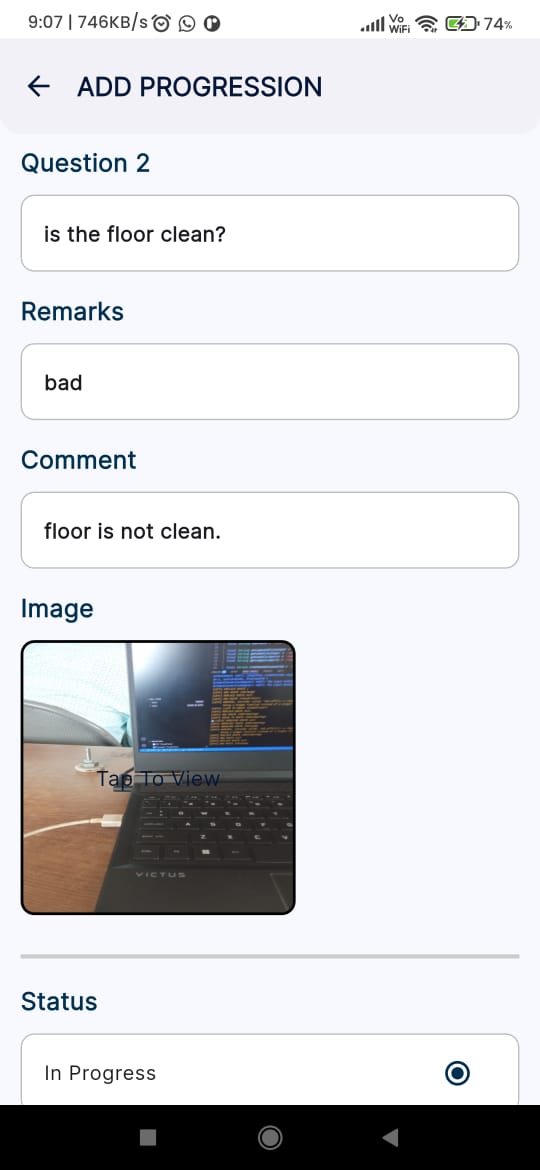 9:07 | 746KB/s
Vo
WiFi
74%
ADD PROGRESSION
Question 2
is the floor clean?
Remarks
bad
Comment
floor is not clean.
Image
Tap To View
VICTUS
Status
In Progress